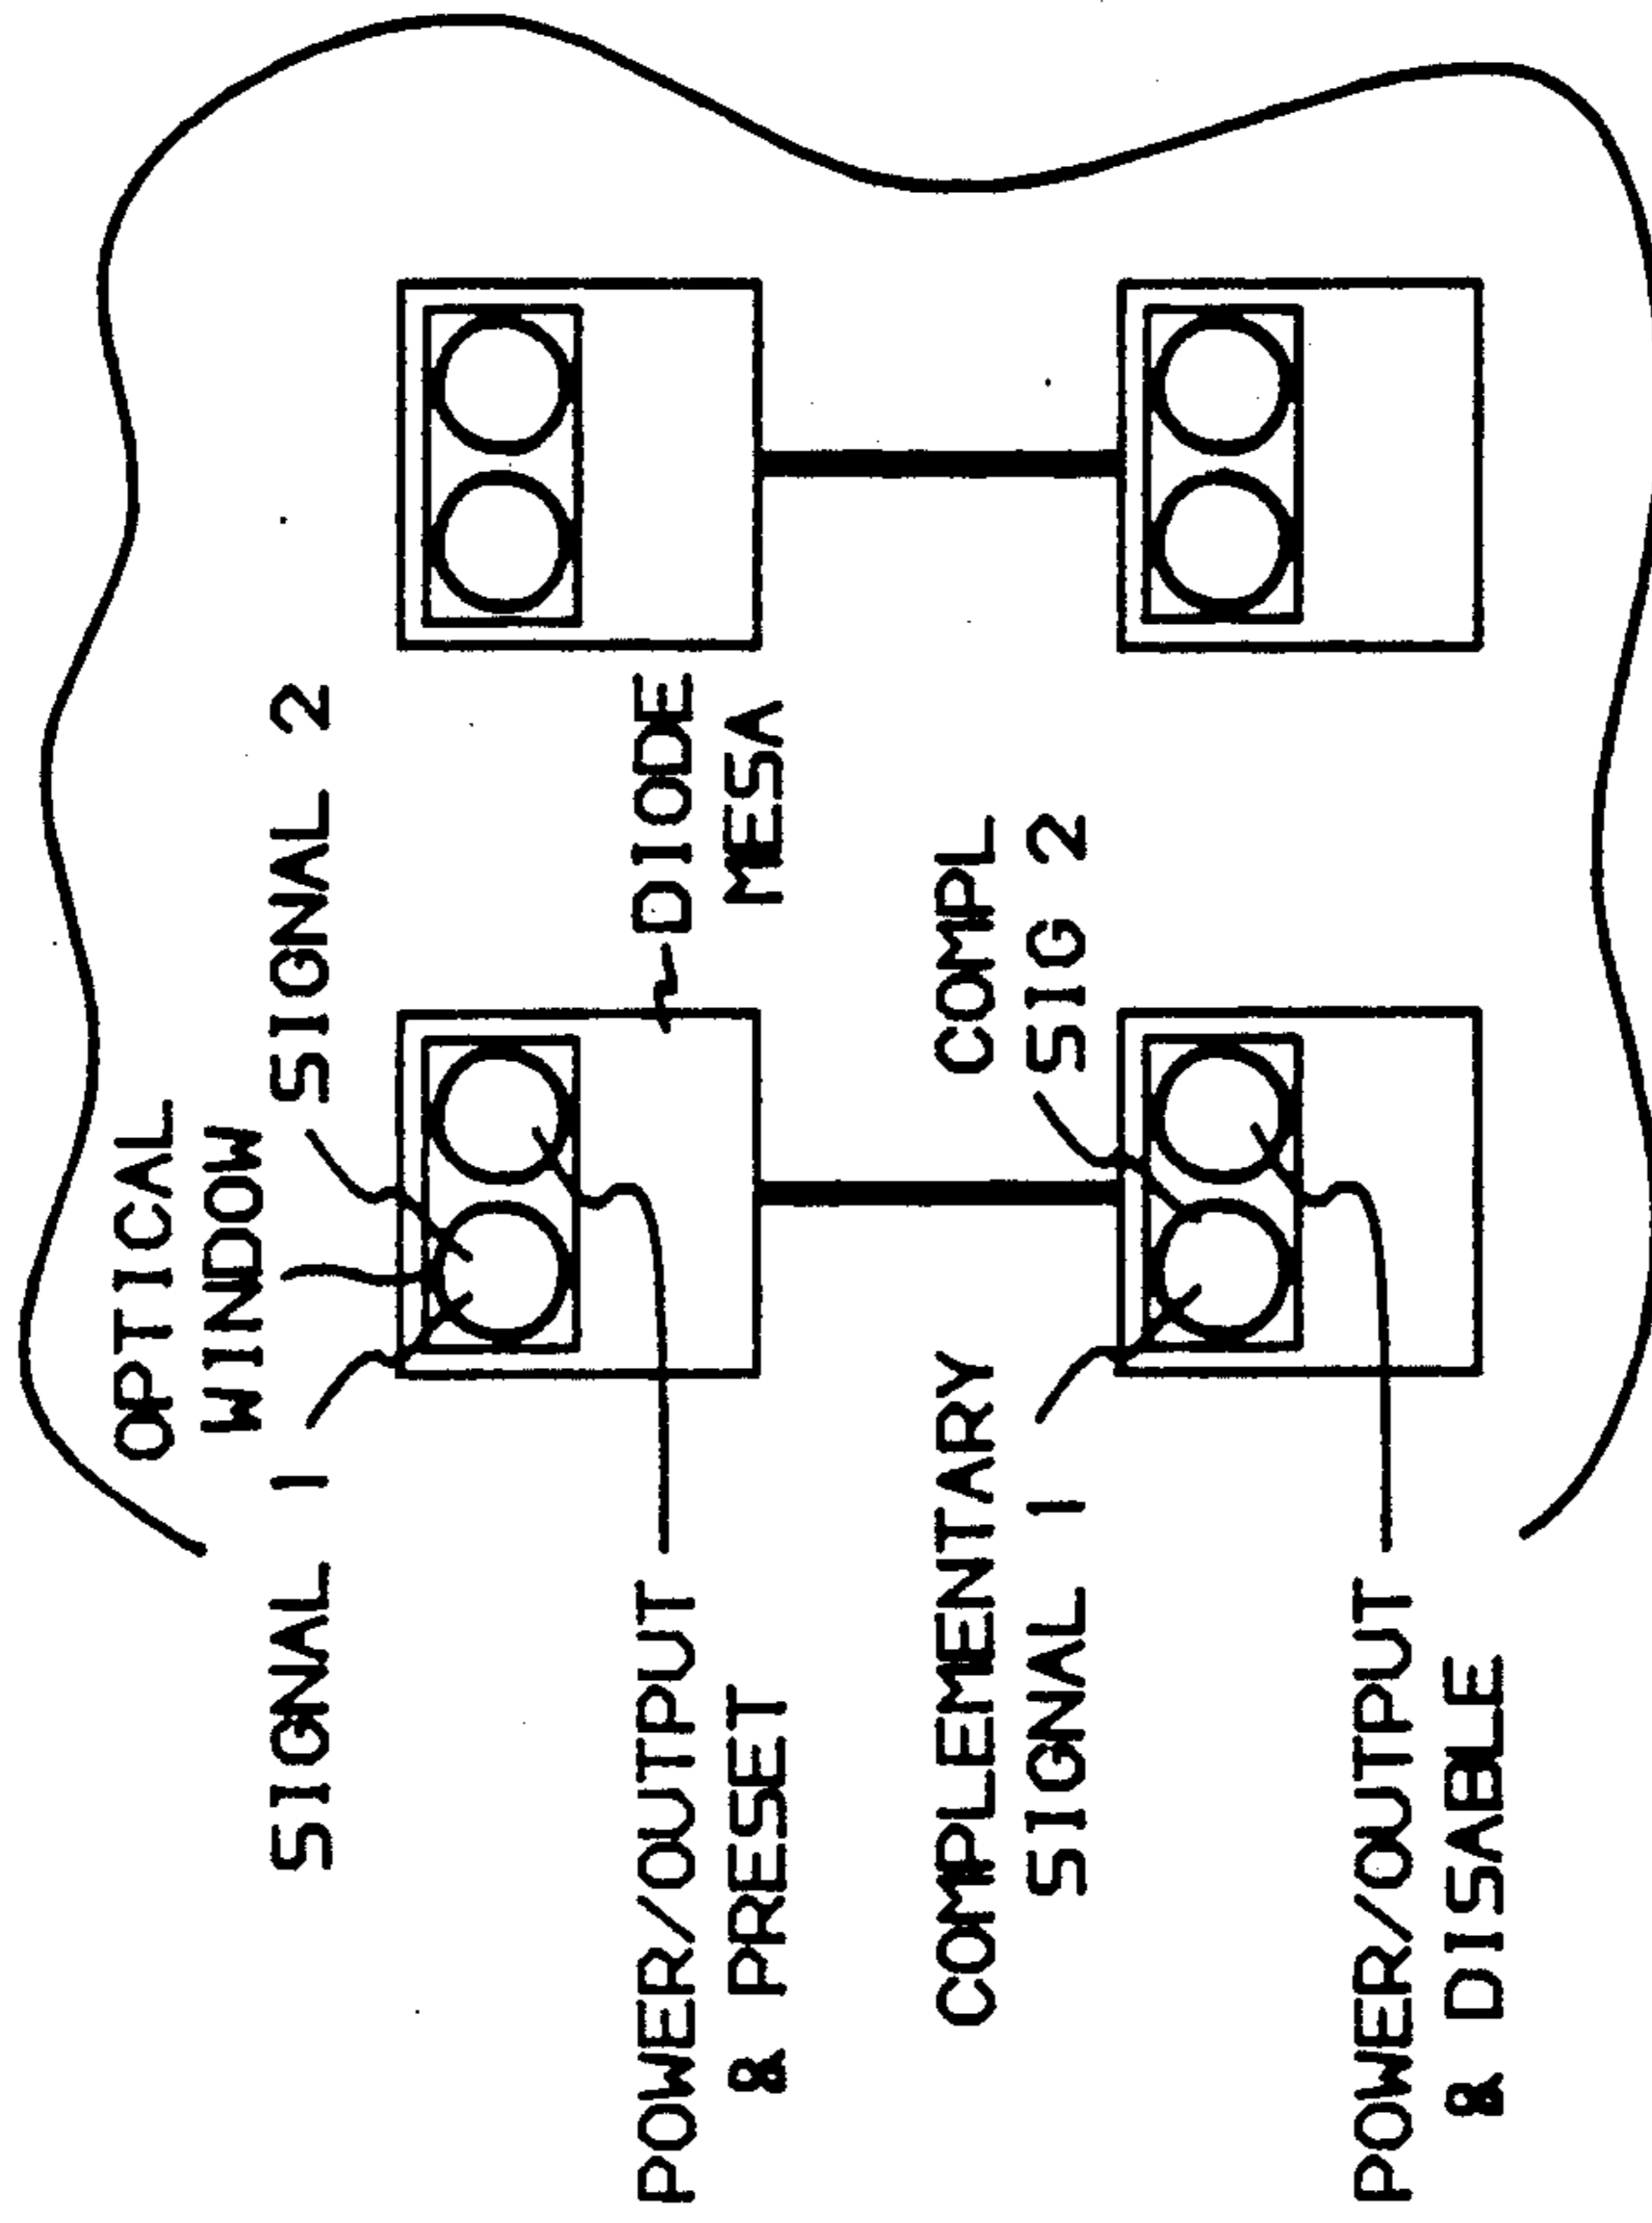 OPTICAL
WINDOW
SIGNAL 1
SIGNAL 2
POWER/OUTPUT
& PRESET
DIODE
MESA
COMPLEMENTARY
SIGNAL 1
COMPL
SIG 2
POWER/OUTPUT
& DISABLE